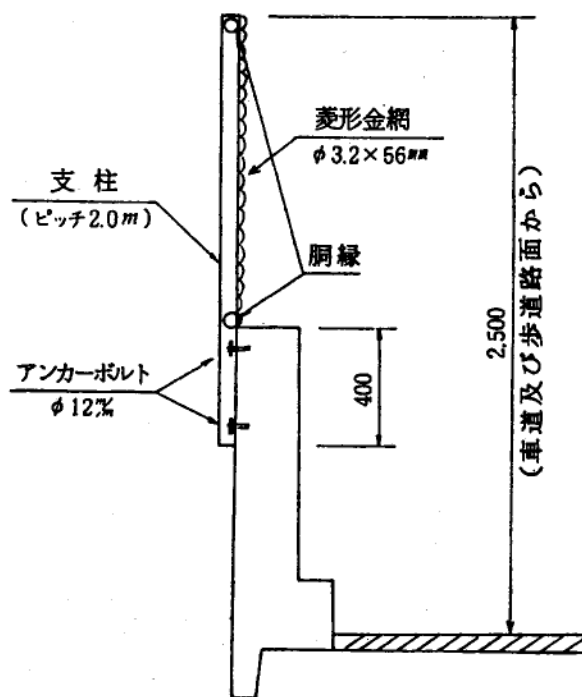 菱形金網
φ3.2×56㎜
支柱
(ピッチ2.0m)
胴縁
アンカーボルト
φ12㎜
400
2,500
(車道及び歩道路面から)